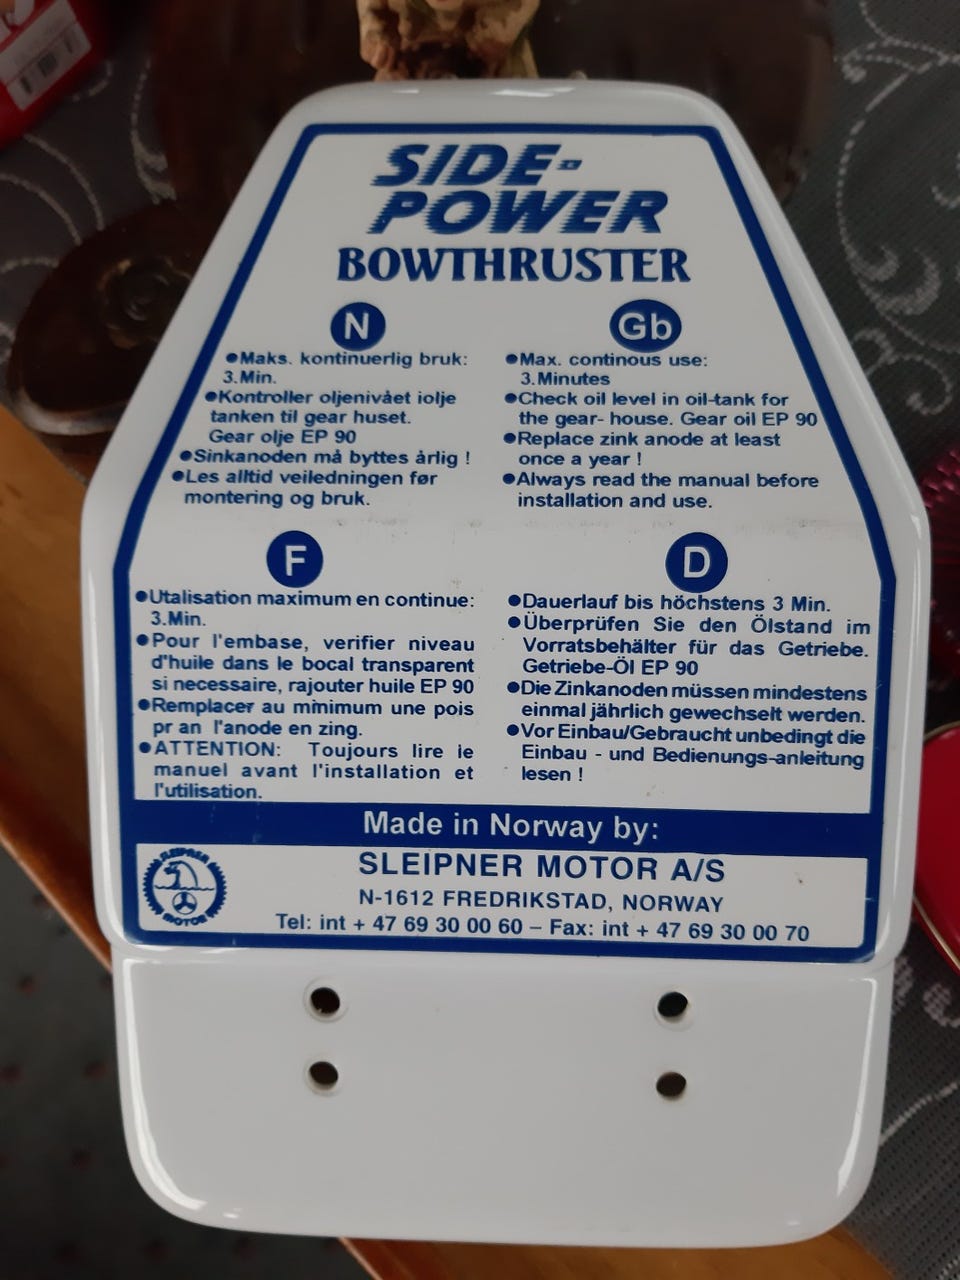 SIDE-
POWER
BOWTHRUSTER
N
●Maks. kontinuerlig bruk:
3.Min.
●Kontroller oljenivået iolje
tanken til gear huset.
Gear olje EP 90
●Sinkanoden må byttes årlig !
●Les alltid veiledningen før
montering og bruk.
Gb
●Max. continous use:
3.Minutes
●Check oil level in oil-tank for
the gear- house. Gear oil EP 90
●Replace zink anode at least
once a year !
●Always read the manual before
installation and use.
F
●Utalisation maximum en continue:
3.Min.
●Pour l'embase, verifier niveau
d'huile dans le bocal transparent
si necessaire, rajouter huile EP 90
●Remplacer au minimum une pois
pr an l'anode en zing.
●ATTENTION: Toujours lire le
manuel avant l'installation et
l'utilisation.
D
●Dauerlauf bis höchstens 3 Min.
●Überprüfen Sie den Ölstand im
Vorratsbehälter für das Getriebe.
Getriebe-Öl EP 90
●Die Zinkanoden müssen mindestens
einmal jährlich gewechselt werden.
●Vor Einbau/Gebraucht unbedingt die
Einbau - und Bedienungs-anleitung
lesen !
Made in Norway by:
SLEIPNER MOTOR
SLEIPNER MOTOR A/S
N-1612 FREDRIKSTAD, NORWAY
Tel: int + 47 69 30 00 60 – Fax: int + 47 69 30 00 70